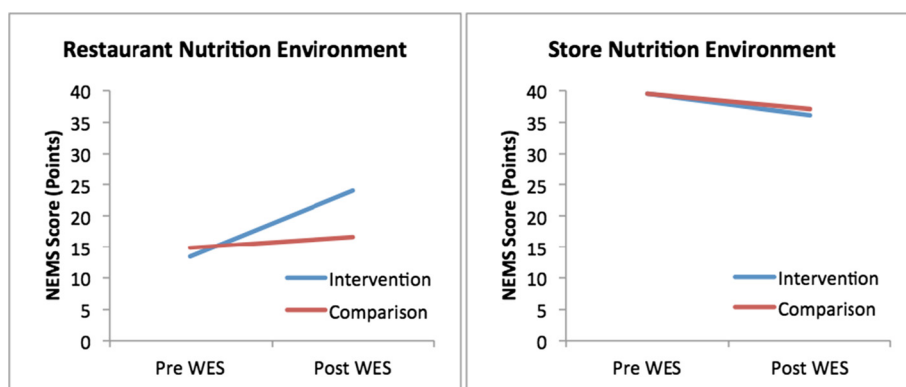 Restaurant Nutrition Environment
NEMS Score (Points)
40
35
30
25
20
15
10
5
0
Intervention
Comparison
Pre WES
Post WES
Store Nutrition Environment
NEMS Score (Points)
40
35
30
25
20
15
10
5
0
Intervention
Comparison
Pre WES
Post WES